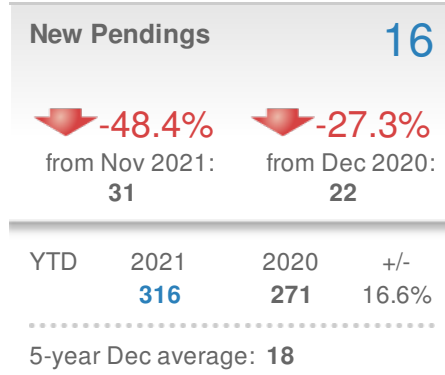 New Pendings 16
-48.4% -27.3%
from Nov 2021: from Dec 2020:
31 22
YTD 2021 2020 +/-
316 271 16.6%
5-year Dec average: 18